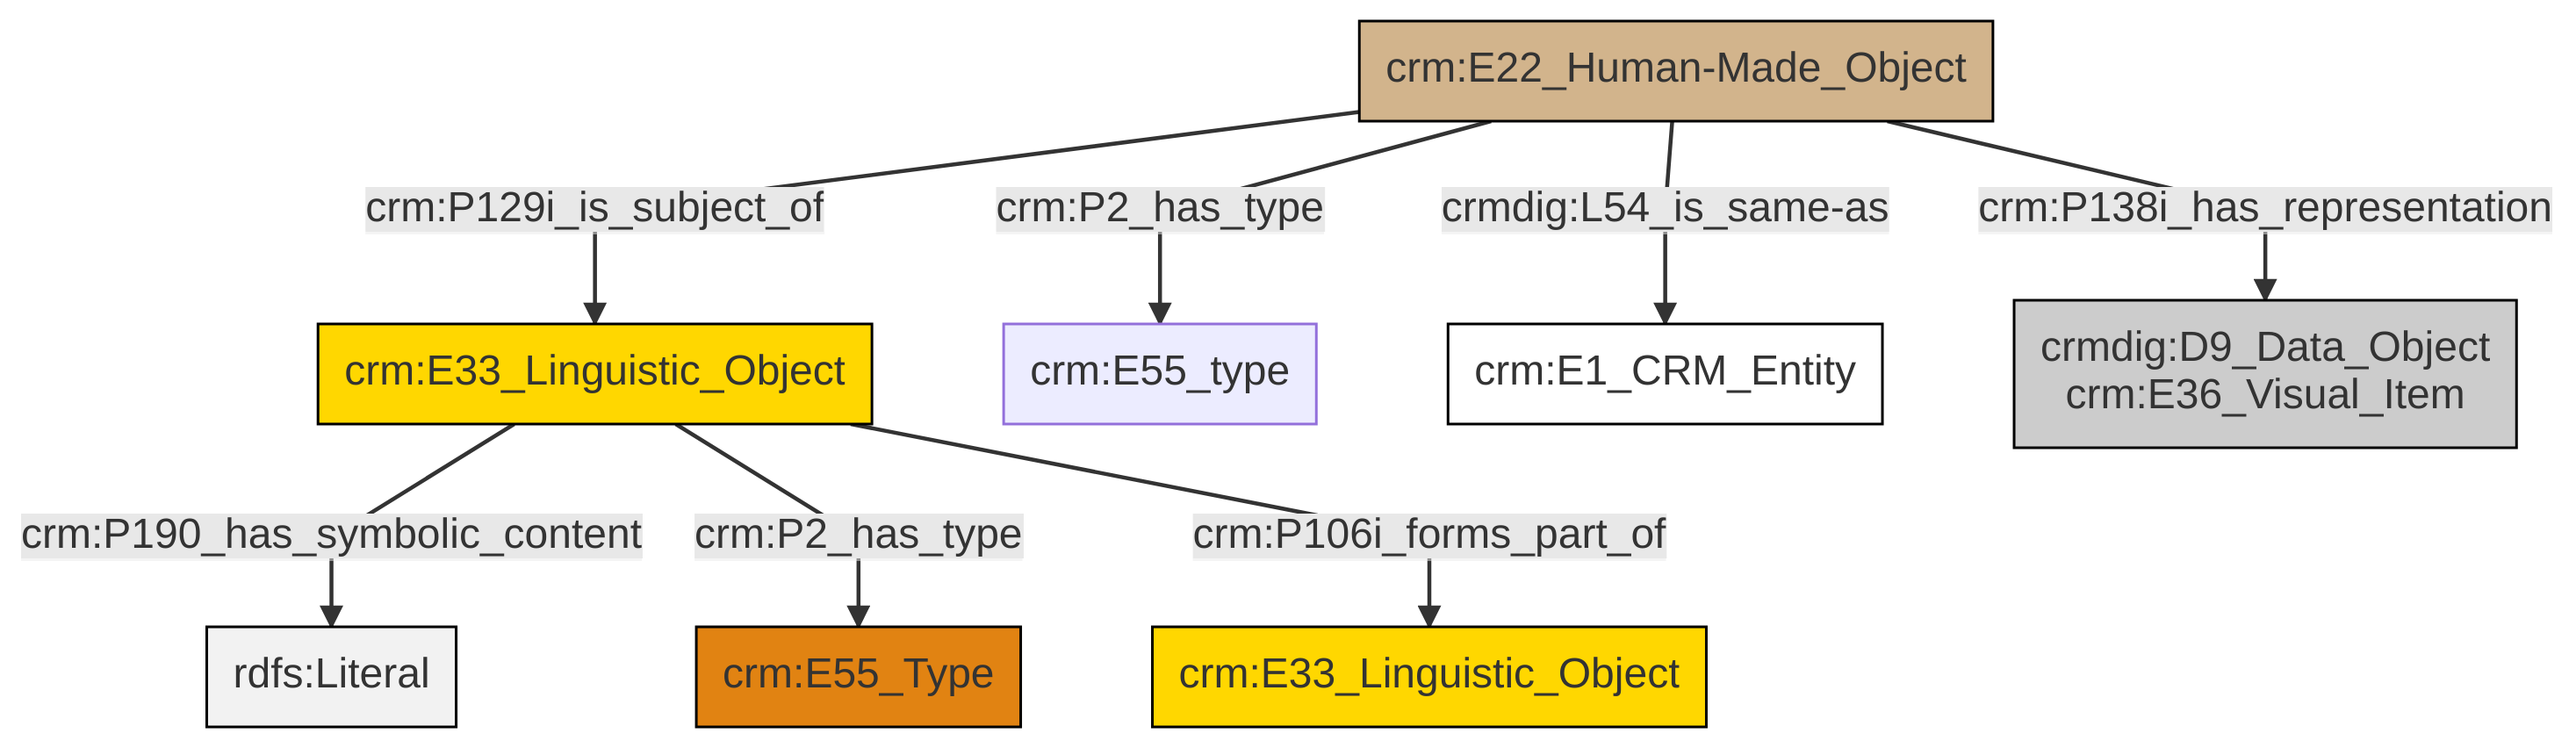 crm:E22_Human-Made_Object
crm:P129i_is_subject_of
crm:P2_has_type
crmdig:L54_is_same-as
crm:P138i_has_representation
crm:E33_Linguistic_Object
crm:E55_type
crm:E1_CRM_Entity
crmdig:D9_Data_Object
crm:E36_Visual_Item
crm:P190_has_symbolic_content
crm:P2_has_type
crm:P106i_forms_part_of
rdfs:Literal
crm:E55_Type
crm:E33_Linguistic_Object